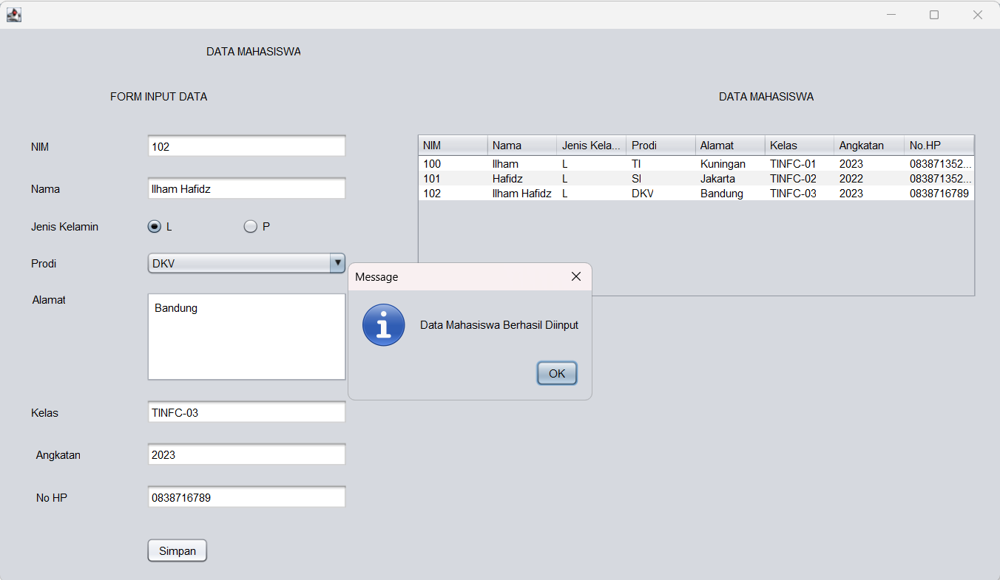 DATA MAHASISWA
FORM INPUT DATA
NIM 102
Nama Ilham Hafidz
Jenis Kelamin L P
Prodi DKV
Alamat Bandung
Kelas TINFC-03
Angkatan 2023
No HP 0838716789
Simpan
DATA MAHASISWA
NIM Nama Jenis Kela... Prodi Alamat Kelas Angkatan No.HP
100 Ilham L TI Kuningan TINFC-01 2023 083871352...
101 Hafidz L SI Jakarta TINFC-02 2022 083871352...
102 Ilham Hafidz L DKV Bandung TINFC-03 2023 0838716789
Message
Data Mahasiswa Berhasil Diinput
OK